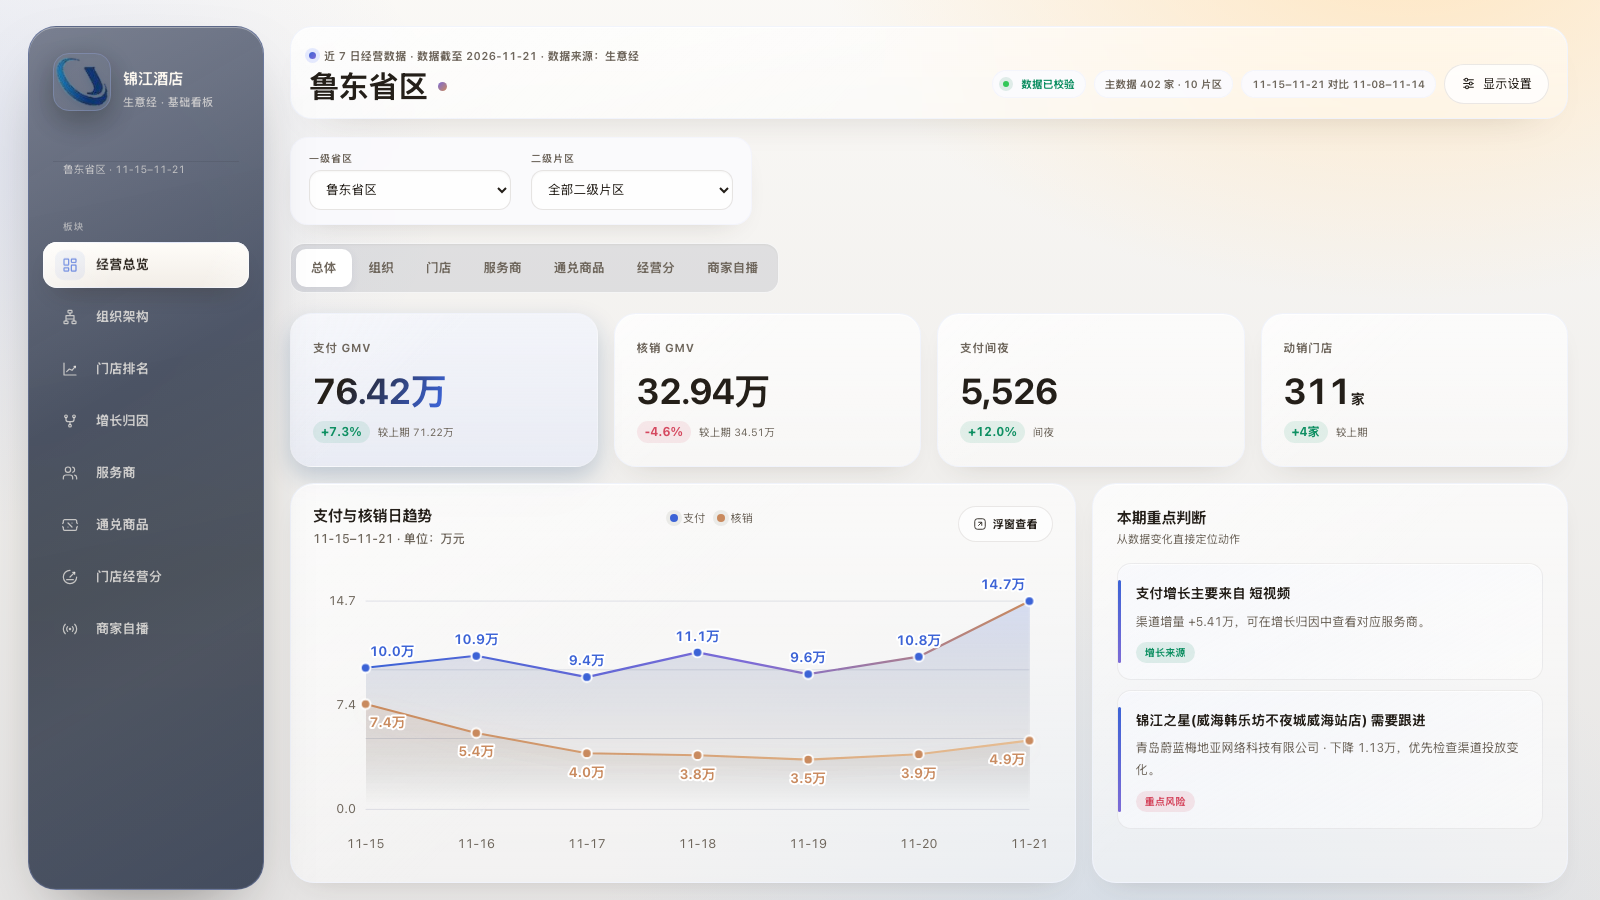 锦江酒店
生意经 · 基础看板
鲁东省区 · 11-15–11-21
板块
经营总览
组织架构
门店排名
增长归因
服务商
通兑商品
门店经营分
商家自播
近 7 日经营数据 · 数据截至 2026-11-21 · 数据来源：生意经
鲁东省区
数据已校验
主数据 402 家 · 10 片区
11-15–11-21 对比 11-08–11-14
显示设置
一级省区
二级片区
鲁东省区
全部二级片区
总体 组织 门店 服务商 通兑商品 经营分 商家自播
支付 GMV
76.42万
+7.3% 较上期 71.22万
核销 GMV
32.94万
-4.6% 较上期 34.51万
支付间夜
5,526
+12.0% 间夜
动销门店
311家
+4家 较上期
支付与核销日趋势
11-15–11-21 · 单位：万元
支付 核销
浮窗查看
14.7
7.4
0.0
10.0万 10.9万 9.4万 11.1万 9.6万 10.8万 14.7万
7.4万 5.4万 4.0万 3.8万 3.5万 3.9万 4.9万
11-15 11-16 11-17 11-18 11-19 11-20 11-21
本期重点判断
从数据变化直接定位动作
支付增长主要来自 短视频
渠道增量 +5.41万，可在增长归因中查看对应服务商。
增长来源
锦江之星(威海韩乐坊不夜城威海站店) 需要跟进
青岛蔚蓝梅地亚网络科技有限公司 · 下降 1.13万，优先检查渠道投放变
化。
重点风险